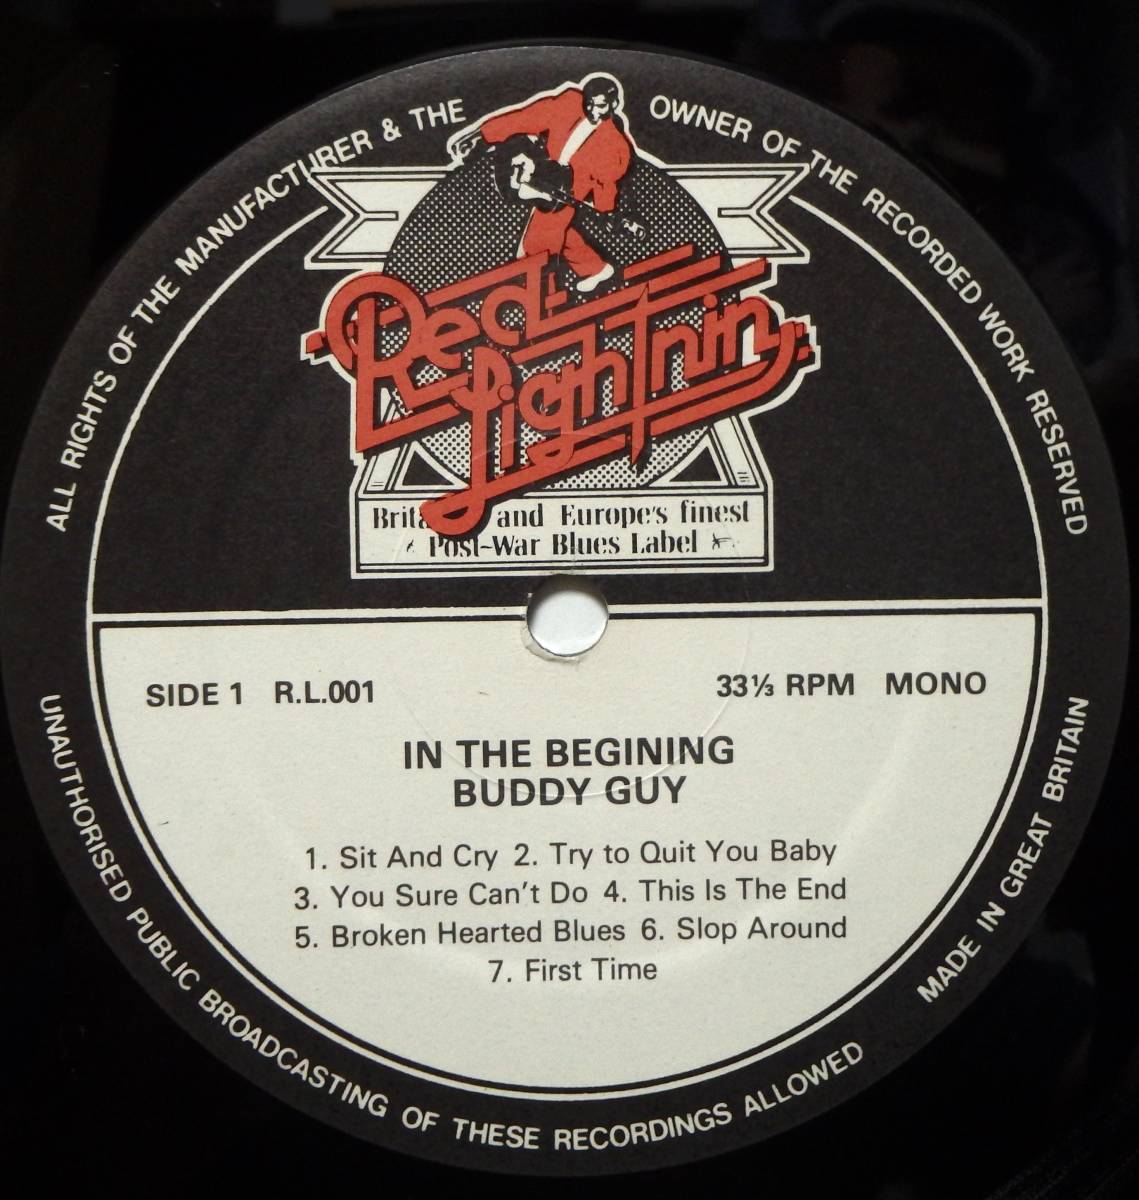 ALL RIGHTS OF THE MANUFACTURER & THE OWNER OF THE RECORDED WORK RESERVED
Red
Lightnin
and Europe's finest
Post-War Blues Label
SIDE 1 R.L.001
33⅓ RPM MONO
IN THE BEGINING
BUDDY GUY
1. Sit And Cry 2. Try to Quit You Baby
3. You Sure Can't Do 4. This Is The End
5. Broken Hearted Blues 6. Slop Around
7. First Time
UNAUTHORISED PUBLIC BROADCASTING OF THESE RECORDINGS ALLOWED
MADE IN GREAT BRITAIN